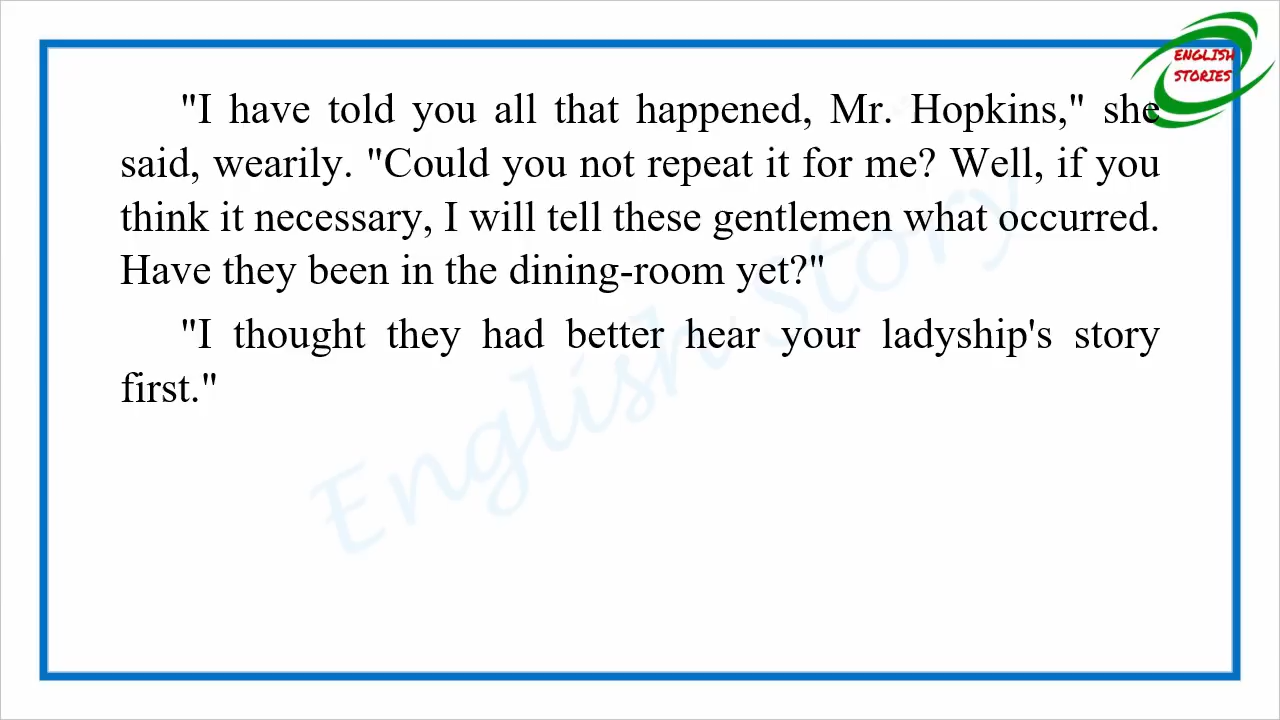 ENGLISH
STORIES
"I have told you all that happened, Mr. Hopkins," she
said, wearily. "Could you not repeat it for me? Well, if you
think it necessary, I will tell these gentlemen what occurred.
Have they been in the dining-room yet?"
"I thought they had better hear your ladyship's story
first."
English Story